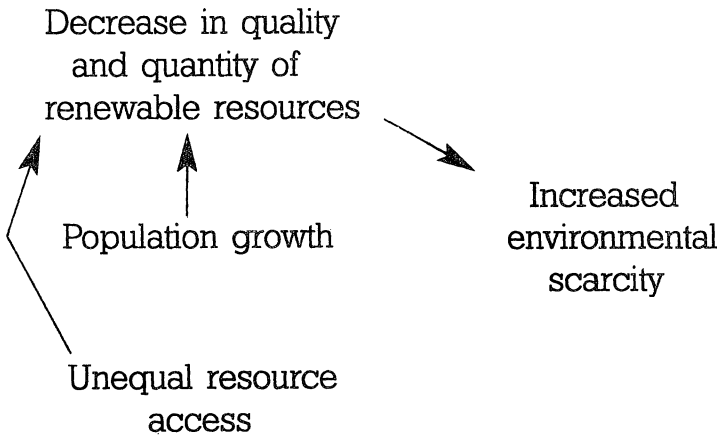 Decrease in quality
and quantity of
renewable resources
Population growth
Increased
environmental
scarcity
Unequal resource
access